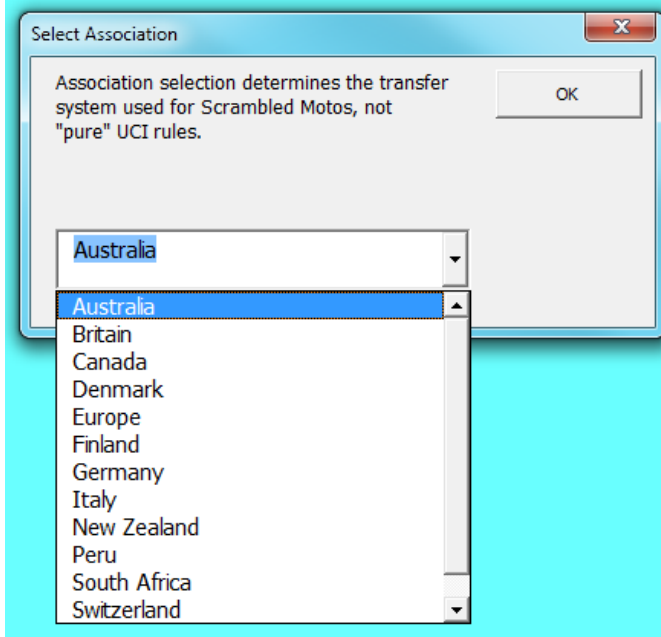 Select Association
Association selection determines the transfer
system used for Scrambled Motos, not
"pure" UCI rules.
OK
Australia
Australia
Britain
Canada
Denmark
Europe
Finland
Germany
Italy
New Zealand
Peru
South Africa
Switzerland